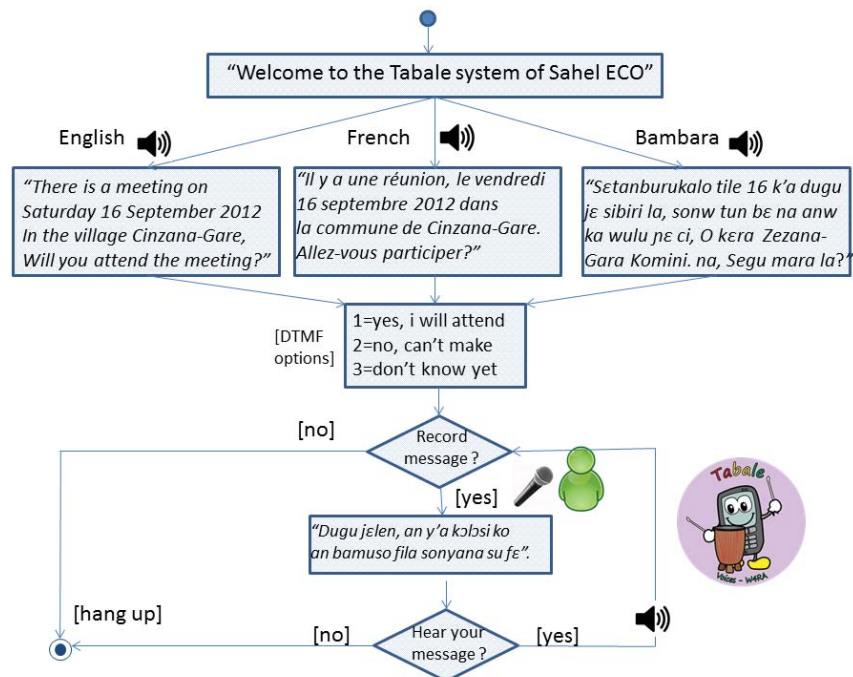 “Welcome to the Tabale system of Sahel ECO”
English
French
Bambara
“There is a meeting on
Saturday 16 September 2012
In the village Cinzana-Gare,
Will you attend the meeting?”
“Il y a une réunion, le vendredi
16 septembre 2012 dans
la commune de Cinzana-Gare.
Allez-vous participer?”
“Sɛtanburukalo tile 16 k’a dugu
jɛ sibiri la, sonw tun bɛ na anw
ka wulu ɲɛ ci, O kɛra Zezana-
Gara Komini. na, Segu mara la?”
[DTMF
options]
1=yes, i will attend
2=no, can’t make
3=don’t know yet
[no]
Record
message ?
[yes]
“Dugu jɛlen, an y’a kɔlɔsi ko
an bamuso fila sonyana su fɛ”.
Tabale
Voices - W4RA
[hang up]
[no]
Hear your
message ?
[yes]